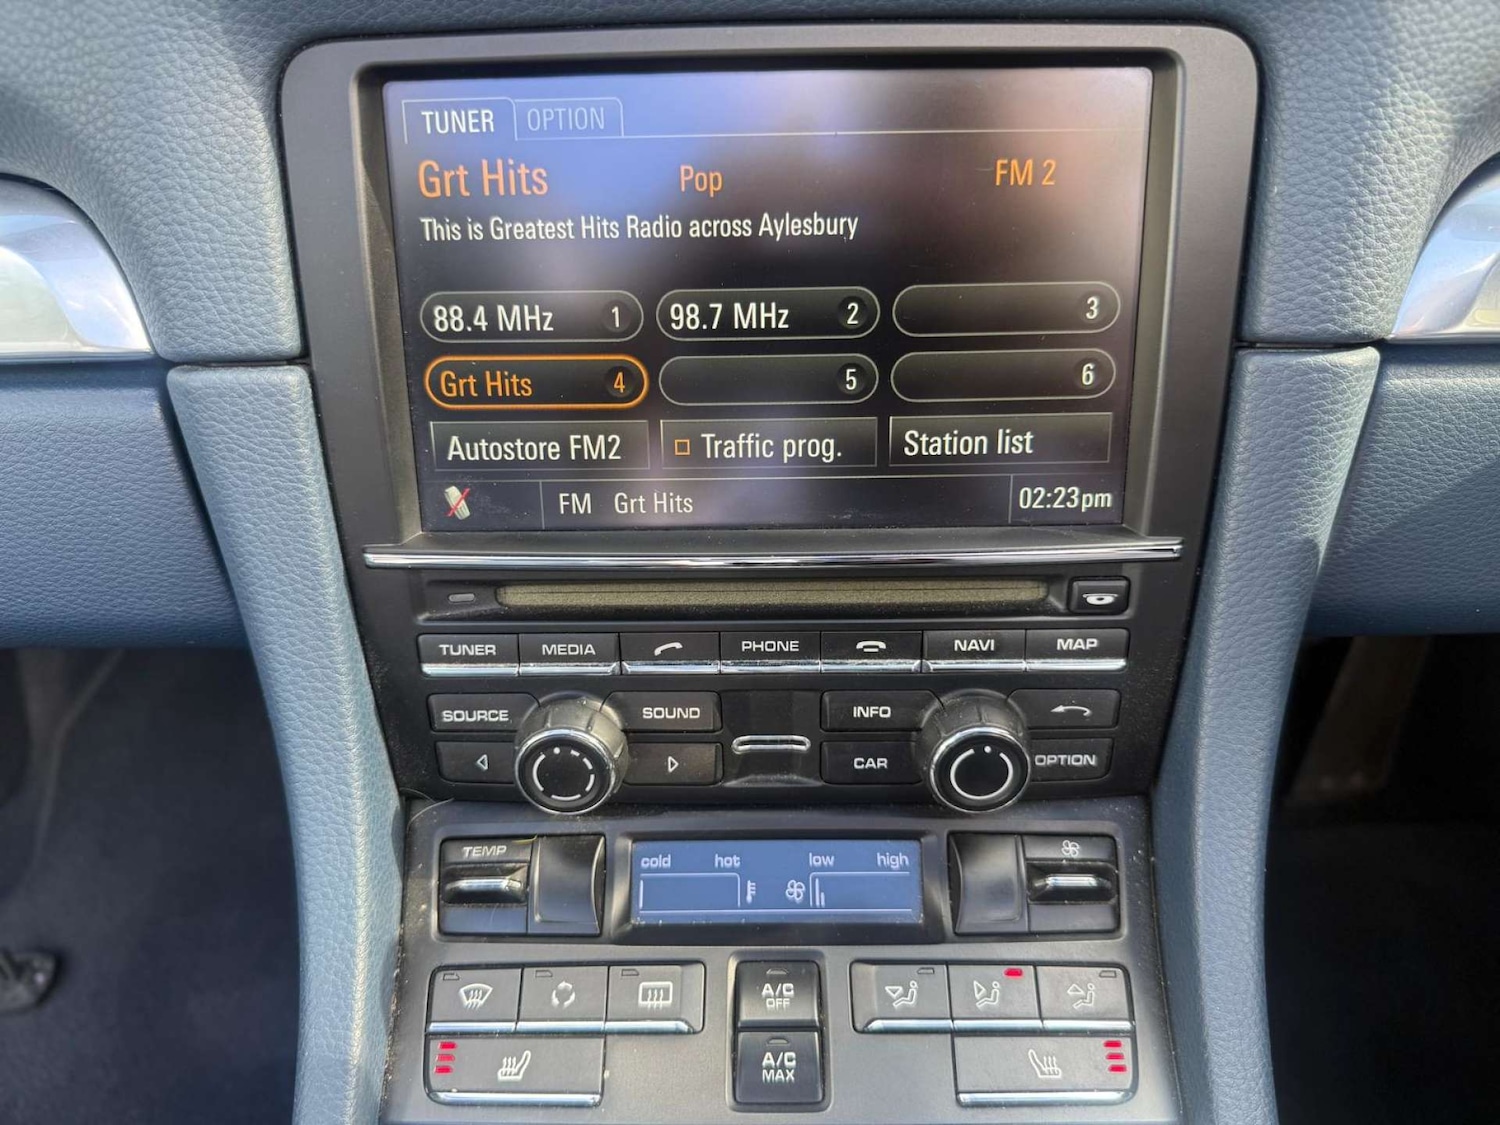 TUNER OPTION
Grt Hits Pop FM 2
This is Greatest Hits Radio across Aylesbury
88.4 MHz 1 98.7 MHz 2 3
Grt Hits 4 5 6
Autostore FM2 Traffic prog. Station list
FM Grt Hits 02:23pm
TUNER MEDIA PHONE NAVI MAP
SOURCE SOUND INFO
CAR OPTION
TEMP cold hot low high
A/C OFF
A/C MAX